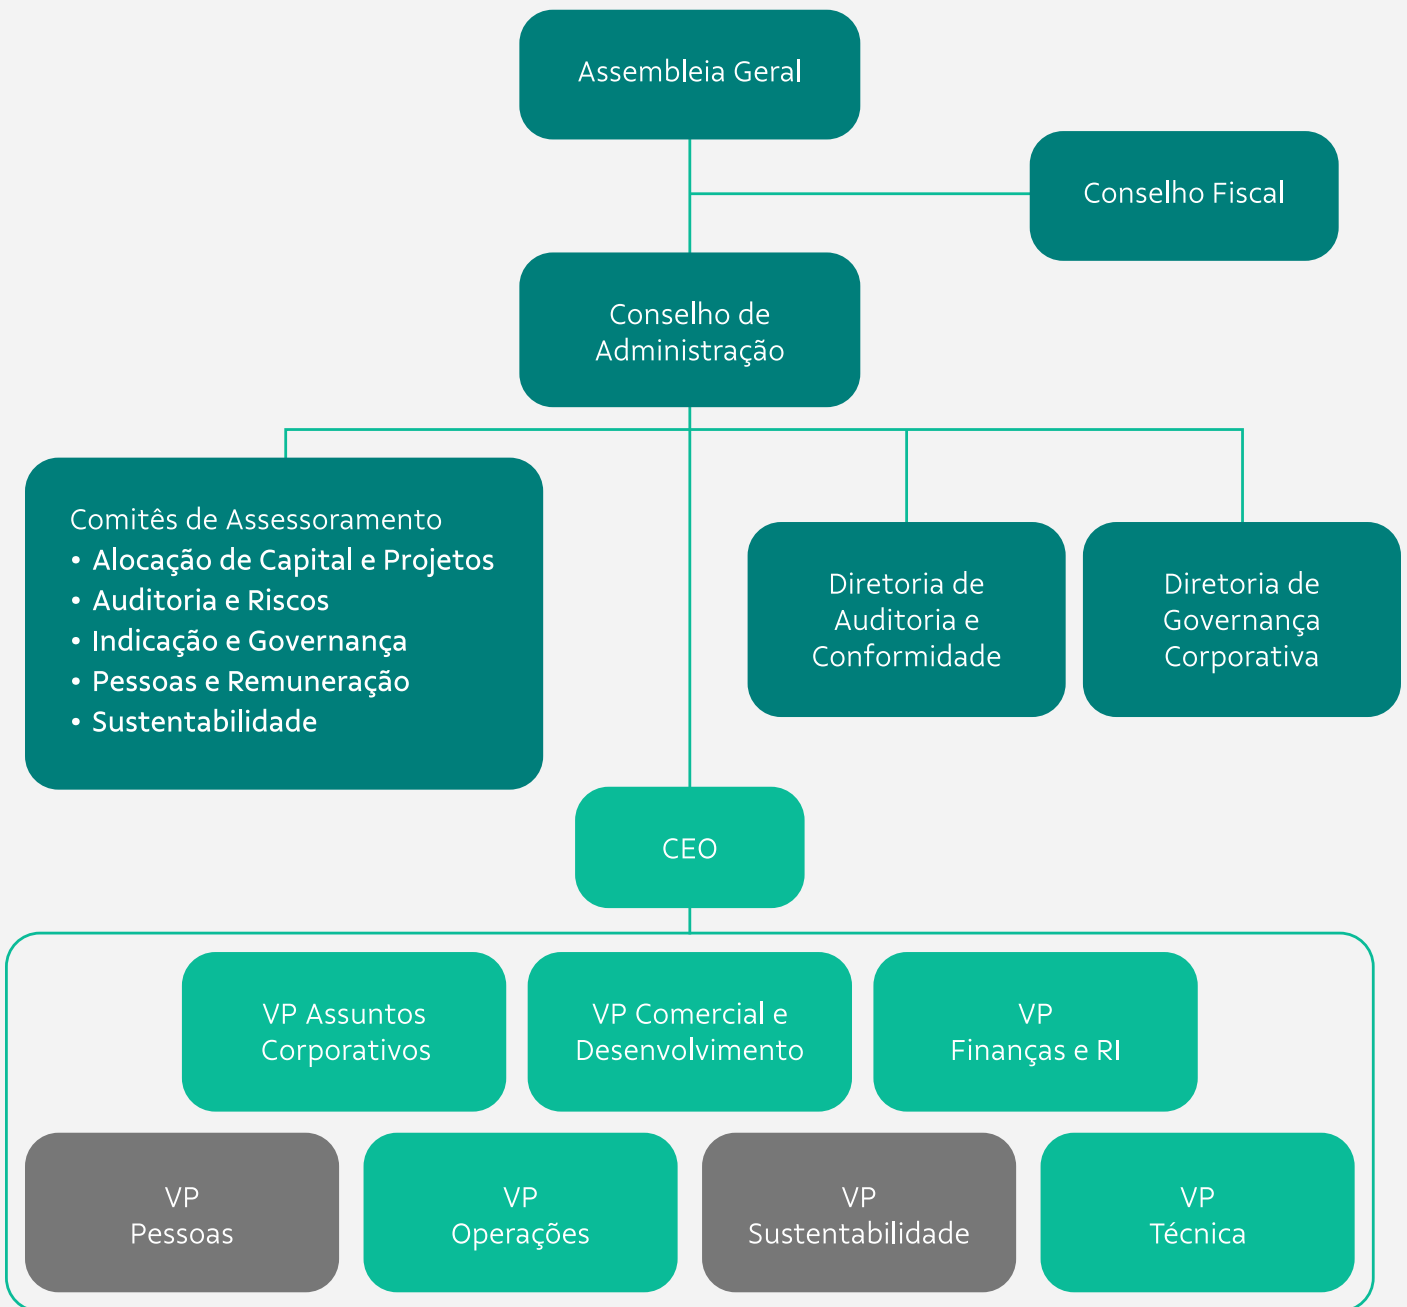 Assembleia Geral
Conselho Fiscal
Conselho de
Administração
Comitês de Assessoramento
• Alocação de Capital e Projetos
• Auditoria e Riscos
• Indicação e Governança
• Pessoas e Remuneração
• Sustentabilidade
Diretoria de
Auditoria e
Conformidade
Diretoria de
Governança
Corporativa
CEO
VP Assuntos
Corporativos
VP Comercial e
Desenvolvimento
VP
Finanças e RI
VP
Pessoas
VP
Operações
VP
Sustentabilidade
VP
Técnica